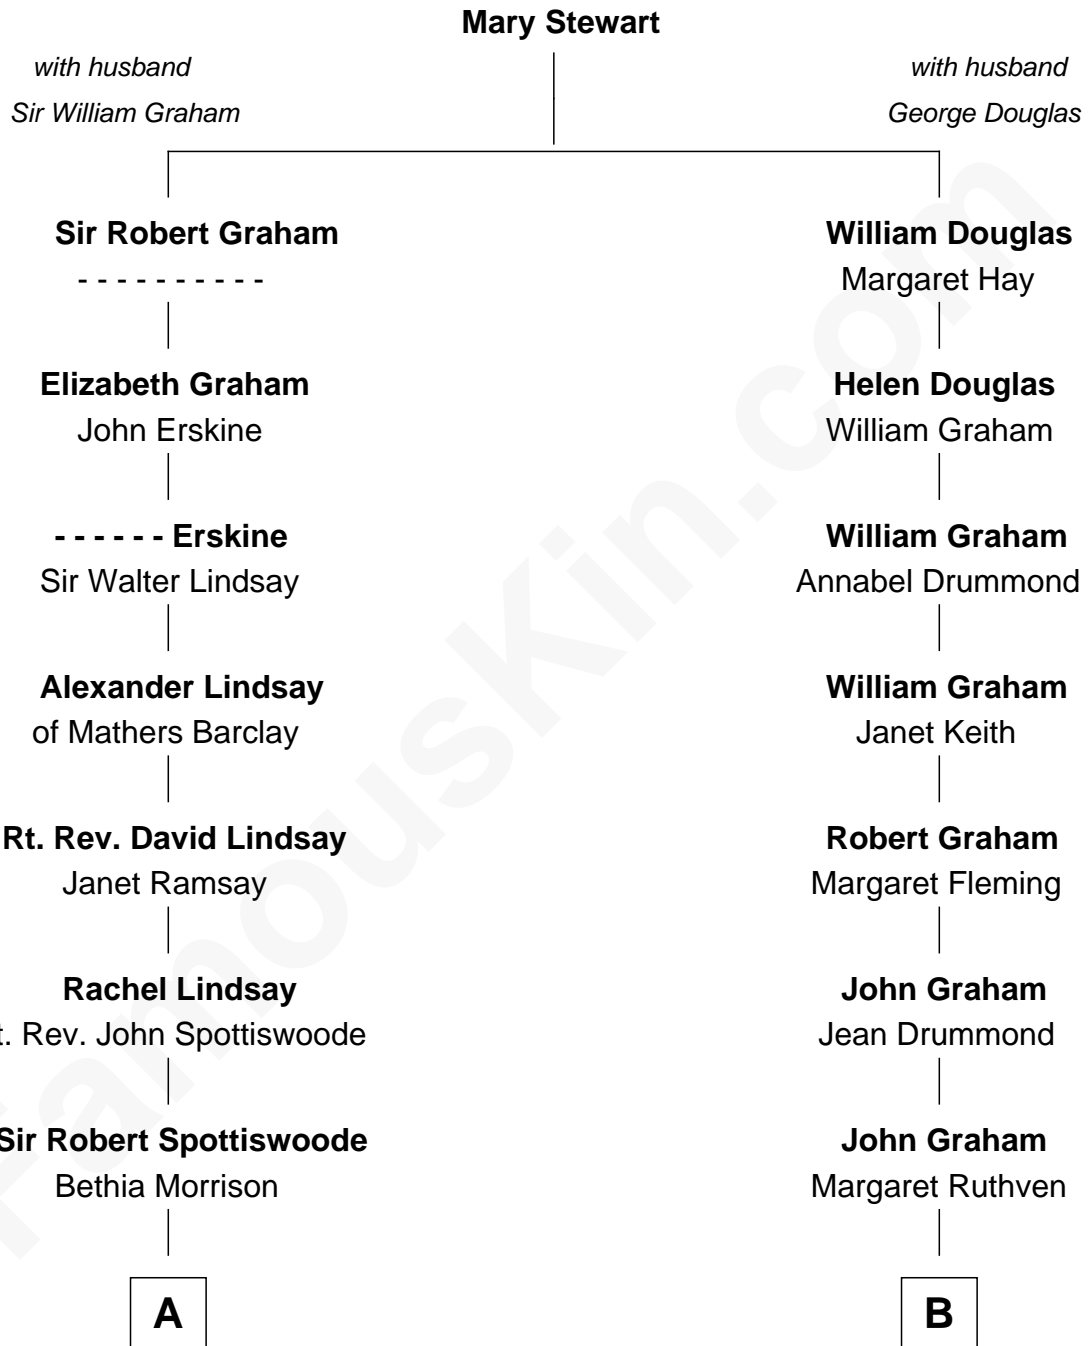 Mary Stewart
with husband
Sir William Graham
with husband
George Douglas
Sir Robert Graham
- - - - - - - - - -
William Douglas
Margaret Hay
Elizabeth Graham
John Erskine
Helen Douglas
William Graham
- - - - - - Erskine
Sir Walter Lindsay
William Graham
Annabel Drummond
Alexander Lindsay
of Mathers Barclay
William Graham
Janet Keith
Rt. Rev. David Lindsay
Janet Ramsay
Robert Graham
Margaret Fleming
Rachel Lindsay
t. Rev. John Spottiswoode
John Graham
Jean Drummond
Sir Robert Spottiswoode
Bethia Morrison
John Graham
Margaret Ruthven
A
B
FamousKin.com